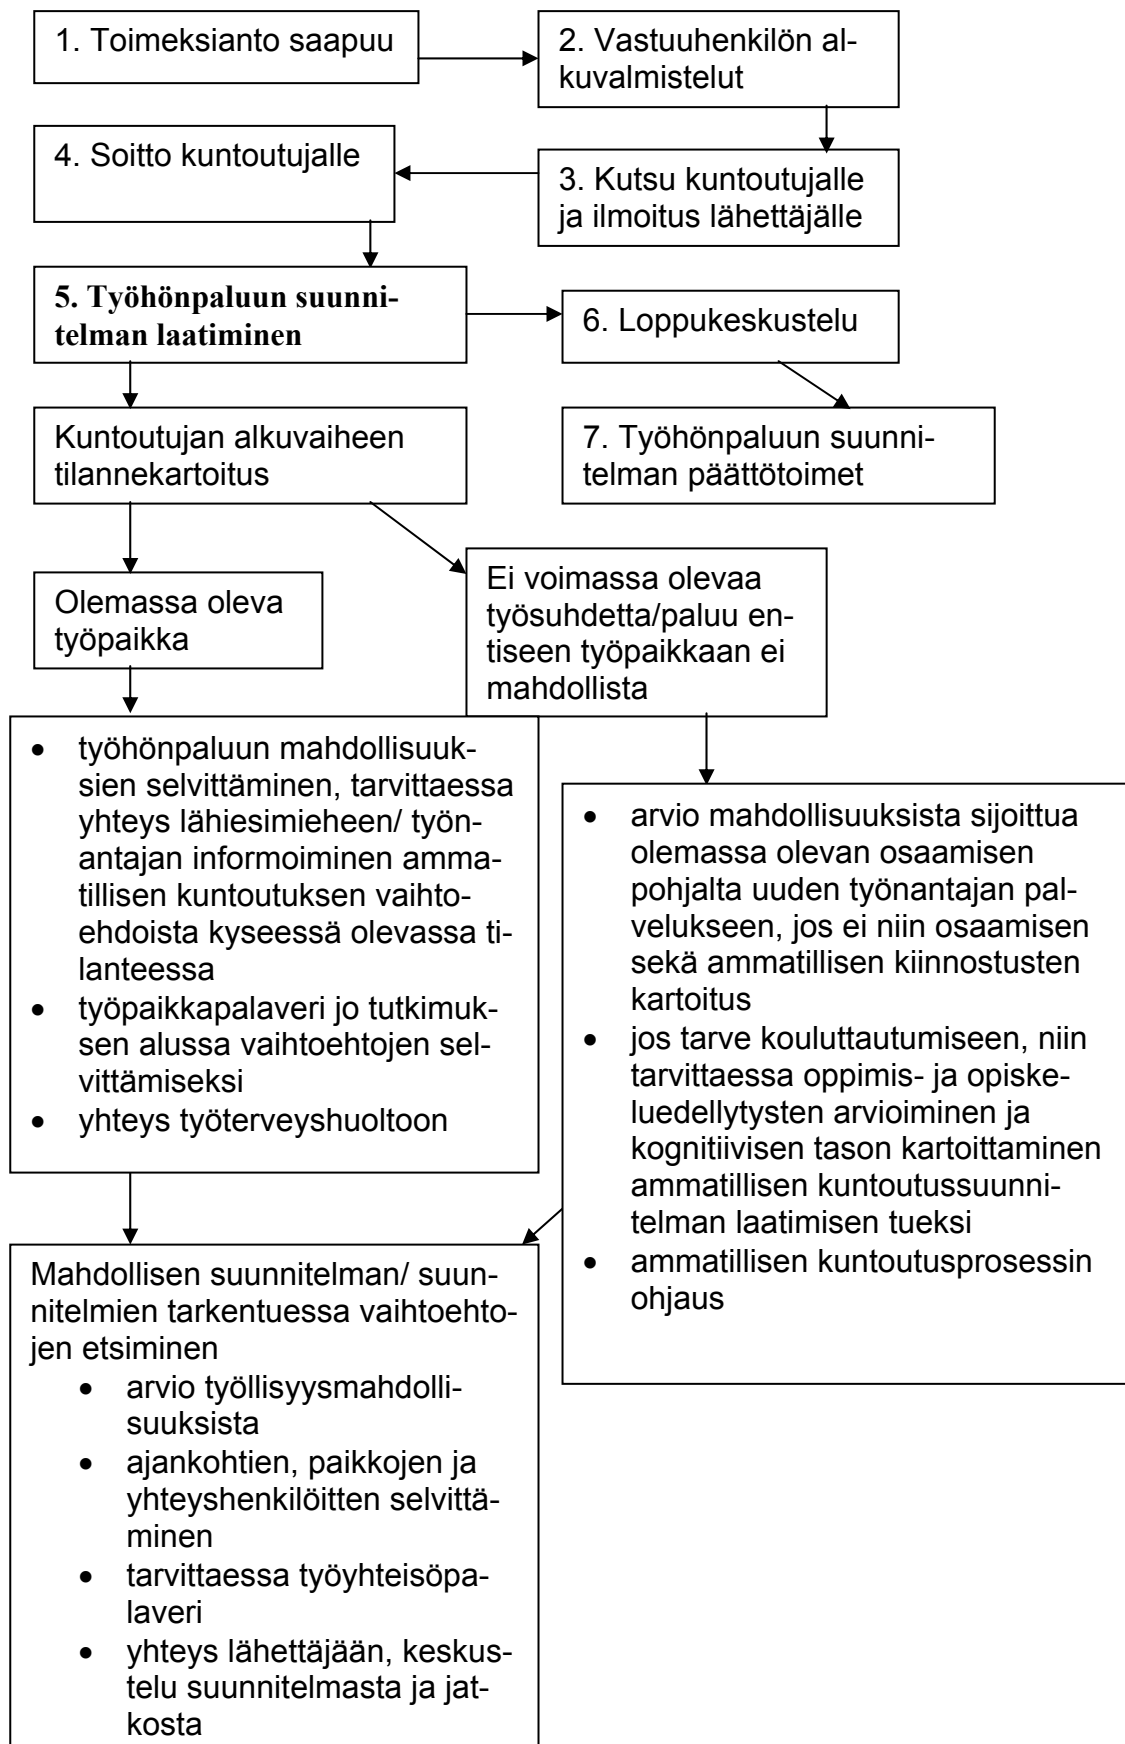 1. Toimeksianto saapuu
2. Vastuuhenkilön al-
kuvalmistelut
4. Soitto kuntoutujalle
3. Kutsu kuntoutujalle
ja ilmoitus lähettäjälle
5. Työhönpaluun suunni-
telman laatiminen
6. Loppukeskustelu
Kuntoutujan alkuvaiheen
tilannekartoitus
7. Työhönpaluun suunni-
telman päättötoimet
Olemassa oleva
työpaikka
Ei voimassa olevaa
työsuhdetta/paluu en-
tiseen työpaikkaan ei
mahdollista
• työhönpaluun mahdollisuuk-
sien selvittäminen, tarvittaessa
yhteys lähiesimieheen/ työn-
antajan informoiminen amma-
tillisen kuntoutuksen vaihto-
ehdoista kyseessä olevassa ti-
lanteessa
• työpaikkapalaveri jo tutkimuk-
sen alussa vaihtoehtojen sel-
vittämiseksi
• yhteys työterveyshuoltoon
• arvio mahdollisuuksista sijoittua
olemassa olevan osaamisen
pohjalta uuden työnantajan pal-
velukseen, jos ei niin osaamisen
sekä ammatillisen kiinnostusten
kartoitus
• jos tarve kouluttautumiseen, niin
tarvittaessa oppimis- ja opiske-
luedellytysten arvioiminen ja
kognitiivisen tason kartoittaminen
ammatillisen kuntoutussuunni-
telman laatimisen tueksi
• ammatillisen kuntoutusprosessin
ohjaus
Mahdollisen suunnitelman/ suun-
nitelmien tarkentuessa vaihtoehto-
jen etsiminen
• arvio työllisyysmahdolli-
suuksista
• ajankohtien, paikkojen ja
yhteyshenkilöitten selvittä-
minen
• tarvittaessa työyhteisöpa-
laveri
• yhteys lähettäjään, keskus-
telu suunnitelmasta ja jat-
kosta